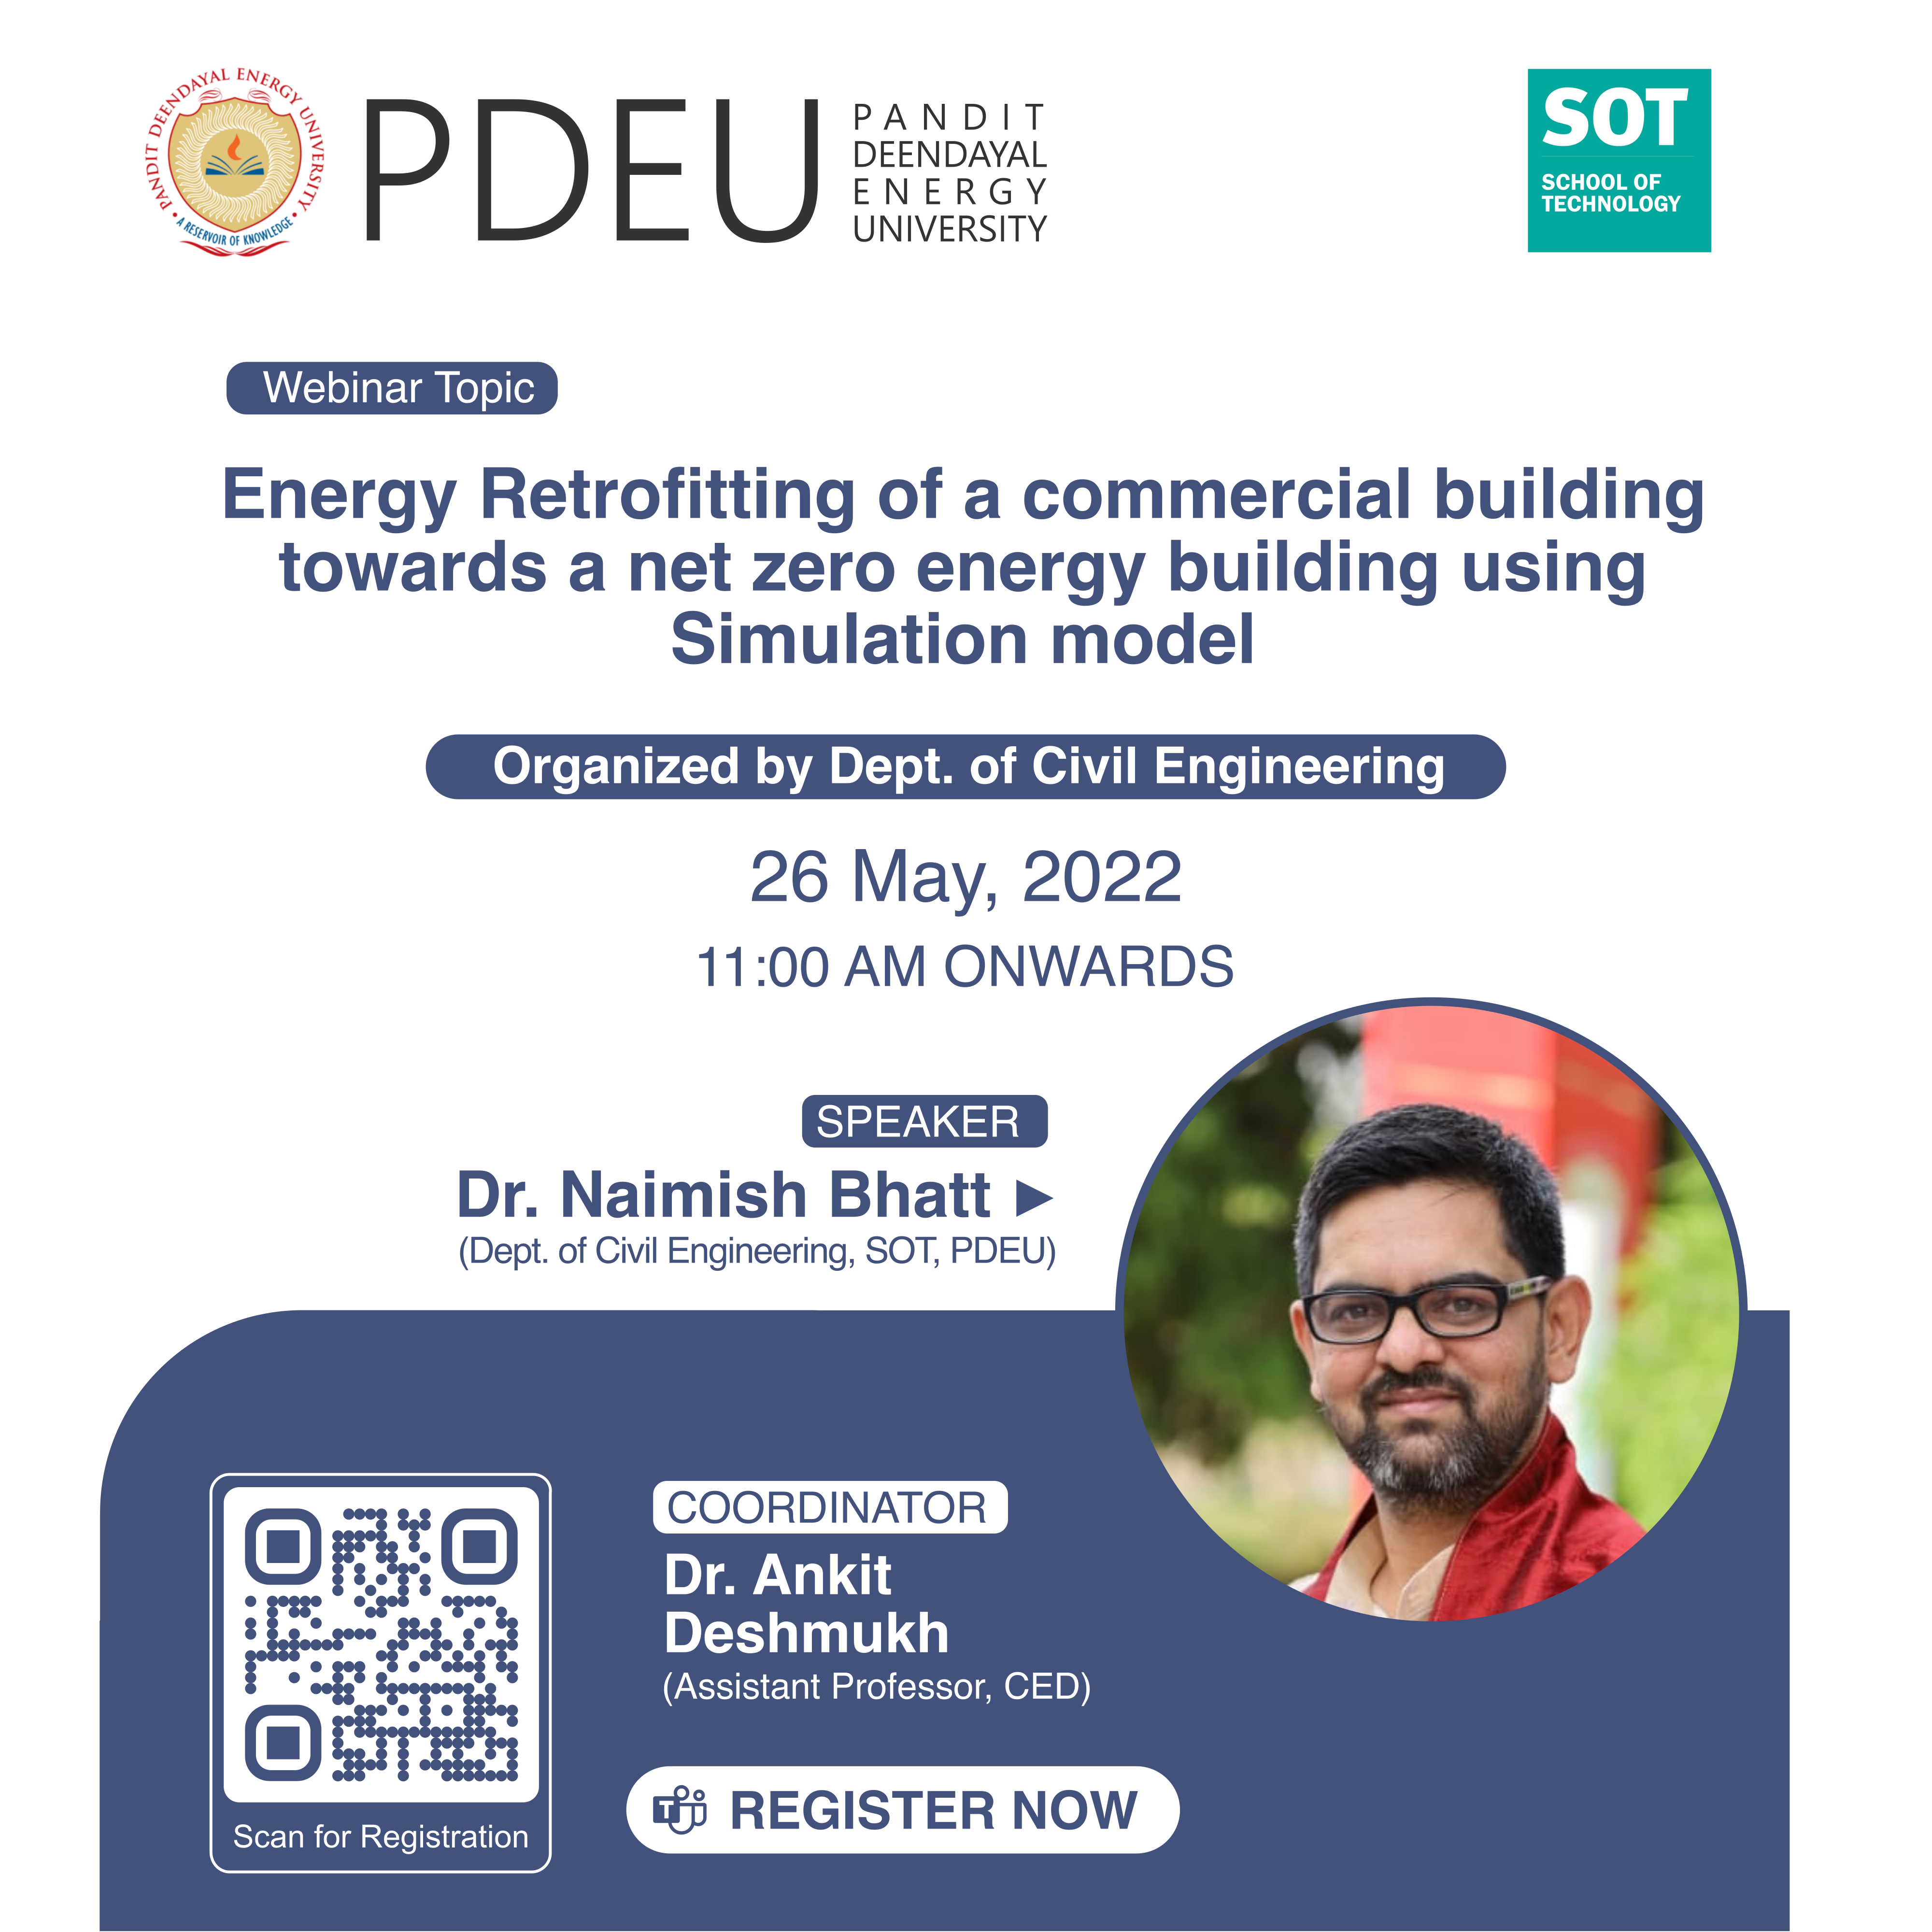 PANDIT DEENDAYAL ENERGY UNIVERSITY
• A RESERVOIR OF KNOWLEDGE •
PDEU
PANDIT
DEENDAYAL
ENERGY
UNIVERSITY
SOT
SCHOOL OF
TECHNOLOGY
Webinar Topic
Energy Retrofitting of a commercial building
towards a net zero energy building using
Simulation model
Organized by Dept. of Civil Engineering
26 May, 2022
11:00 AM ONWARDS
SPEAKER
Dr. Naimish Bhatt
(Dept. of Civil Engineering, SOT, PDEU)
COORDINATOR
Dr. Ankit
Deshmukh
(Assistant Professor, CED)
Scan for Registration
T
REGISTER NOW